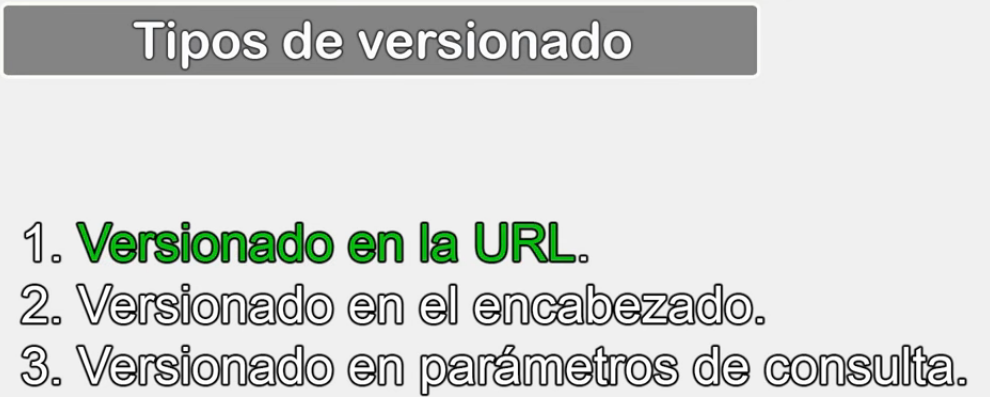 Tipos de versionado
1. Versionado en la URL.
2. Versionado en el encabezado.
3. Versionado en parámetros de consulta.